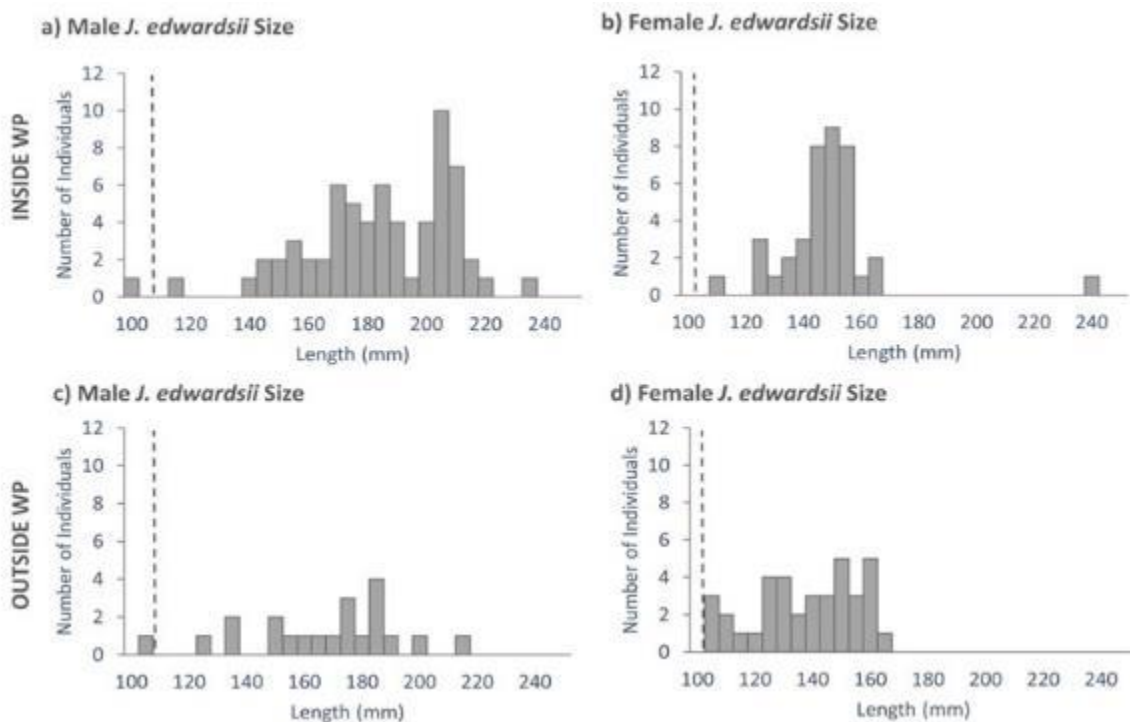 a) Male J. edwardsii Size
b) Female J. edwardsii Size
INSIDE WP
Number of Individuals
12
10
8
6
4
2
0
100 120 140 160 180 200 220 240
Length (mm)
Number of Individuals
12
10
8
6
4
2
0
100 120 140 160 180 200 220 240
Length (mm)
c) Male J. edwardsii Size
d) Female J. edwardsii Size
OUTSIDE WP
Number of Individuals
12
10
8
6
4
2
0
100 120 140 160 180 200 220 240
Length (mm)
Number of Individuals
12
10
8
6
4
2
0
100 120 140 160 180 200 220 240
Length (mm)